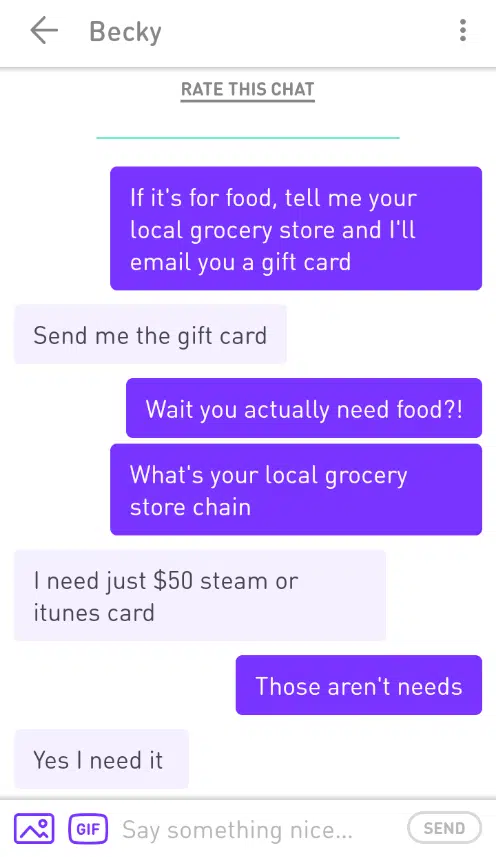 Becky
RATE THIS CHAT
If it's for food, tell me your
local grocery store and I'll
email you a gift card
Send me the gift card
Wait you actually need food?!
What's your local grocery
store chain
I need just $50 steam or
itunes card
Those aren't needs
Yes I need it
GIF
Say something nice...
SEND